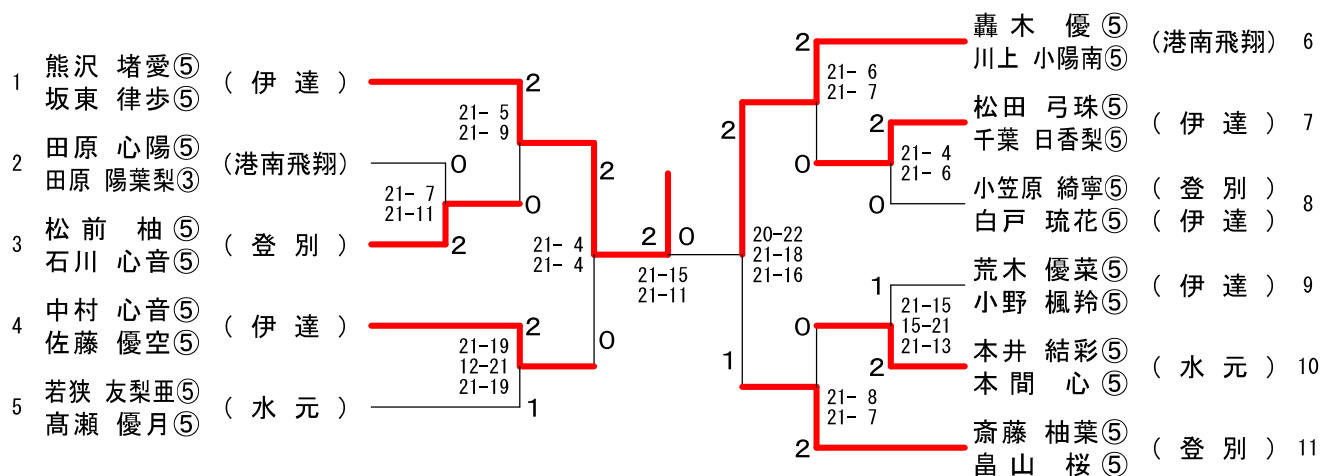 1 熊沢 堵愛⑤ (伊達)
坂東 律歩⑤
2 田原 心陽⑤ (港南飛翔)
田原 陽葉梨③
3 松前 柚⑤ (登別)
石川 心音⑤
4 中村 心音⑤ (伊達)
佐藤 優空⑤
5 若狭 友梨亜⑤ (水元)
髙瀬 優月⑤
2
21- 5
21- 9
0
0
21- 7
21-11
2
2
21- 4
21- 4
2
21-19
12-21
21-19
1
0
2 0
21-15
21-11
2
20-22
21-18
21-16
1
2
21- 6
21- 7
0
2
21- 4
21- 6
0
1
21-15
15-21
21-13
2
0
21- 8
21- 7
2
轟木 優⑤ (港南飛翔) 6
川上 小陽南⑤
松田 弓珠⑤ (伊達) 7
千葉 日香梨⑤
小笠原 綺寧⑤ (登別) 8
白戸 琉花⑤ (伊達)
荒木 優菜⑤ (伊達) 9
小野 楓羚⑤
本井 結彩⑤ (水元) 10
本間 心⑤
斎藤 柚葉⑤ (登別) 11
畠山 桜⑤